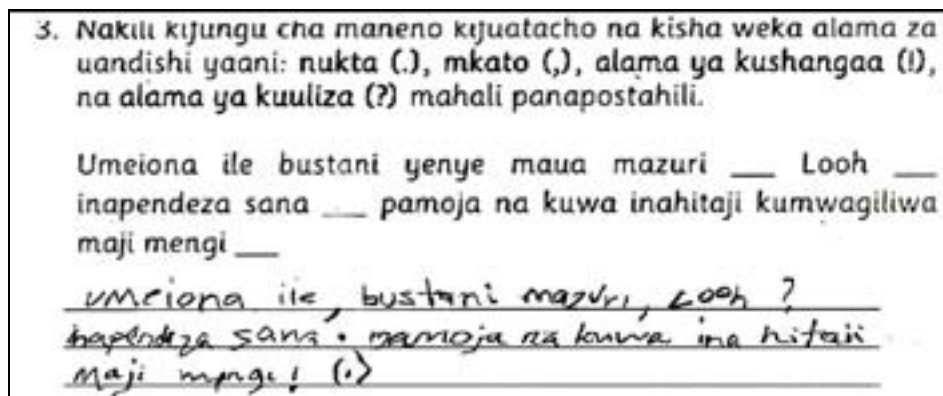 3. Nakili kifungu cha maneno kifuatacho na kisha weka alama za
uandishi yaani: nukta (.), mkato (,), alama ya kushangaa (!),
na alama ya kuuliza (?) mahali panapostahili.
Umeiona ile bustani yenye maua mazuri ___ Looh ___
inapendeza sana ___ pamoja na kuwa inahitaji kumwagiliwa
maji mengi ___
umeiona ile, bustani mazuri, Looh ?
inapendeza sana . mamoja na kuwa ina hitaji
maji mengi ! (.)